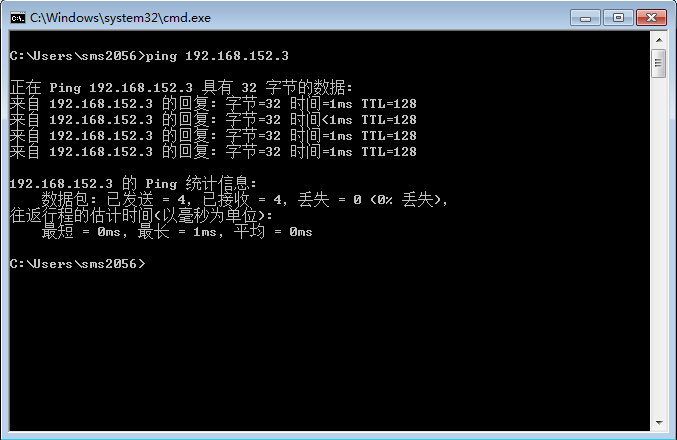 C:\Windows\system32\cmd.exe
C:\Users\sms2056>ping 192.168.152.3
正在 Ping 192.168.152.3 具有 32 字节的数据:
来自 192.168.152.3 的回复: 字节=32 时间=1ms TTL=128
来自 192.168.152.3 的回复: 字节=32 时间<1ms TTL=128
来自 192.168.152.3 的回复: 字节=32 时间=1ms TTL=128
来自 192.168.152.3 的回复: 字节=32 时间=1ms TTL=128
192.168.152.3 的 Ping 统计信息:
数据包: 已发送 = 4, 已接收 = 4, 丢失 = 0 (0% 丢失),
往返行程的估计时间(以毫秒为单位):
最短 = 0ms, 最长 = 1ms, 平均 = 0ms
C:\Users\sms2056>